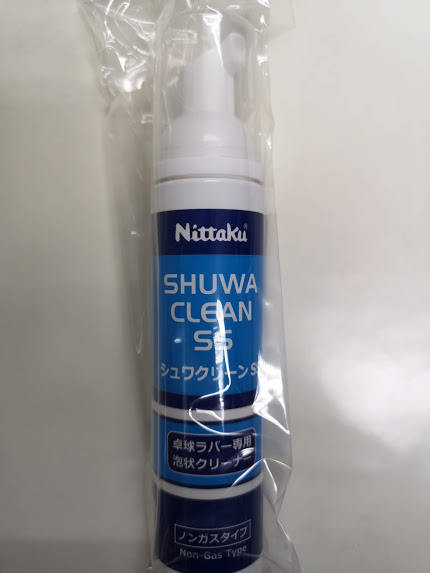 Nittaku®
SHUWA
CLEAN
SS
シュワクリーンS
卓球ラバー専用
泡状クリーナー
ノンガスタイプ
Non-Gas Type